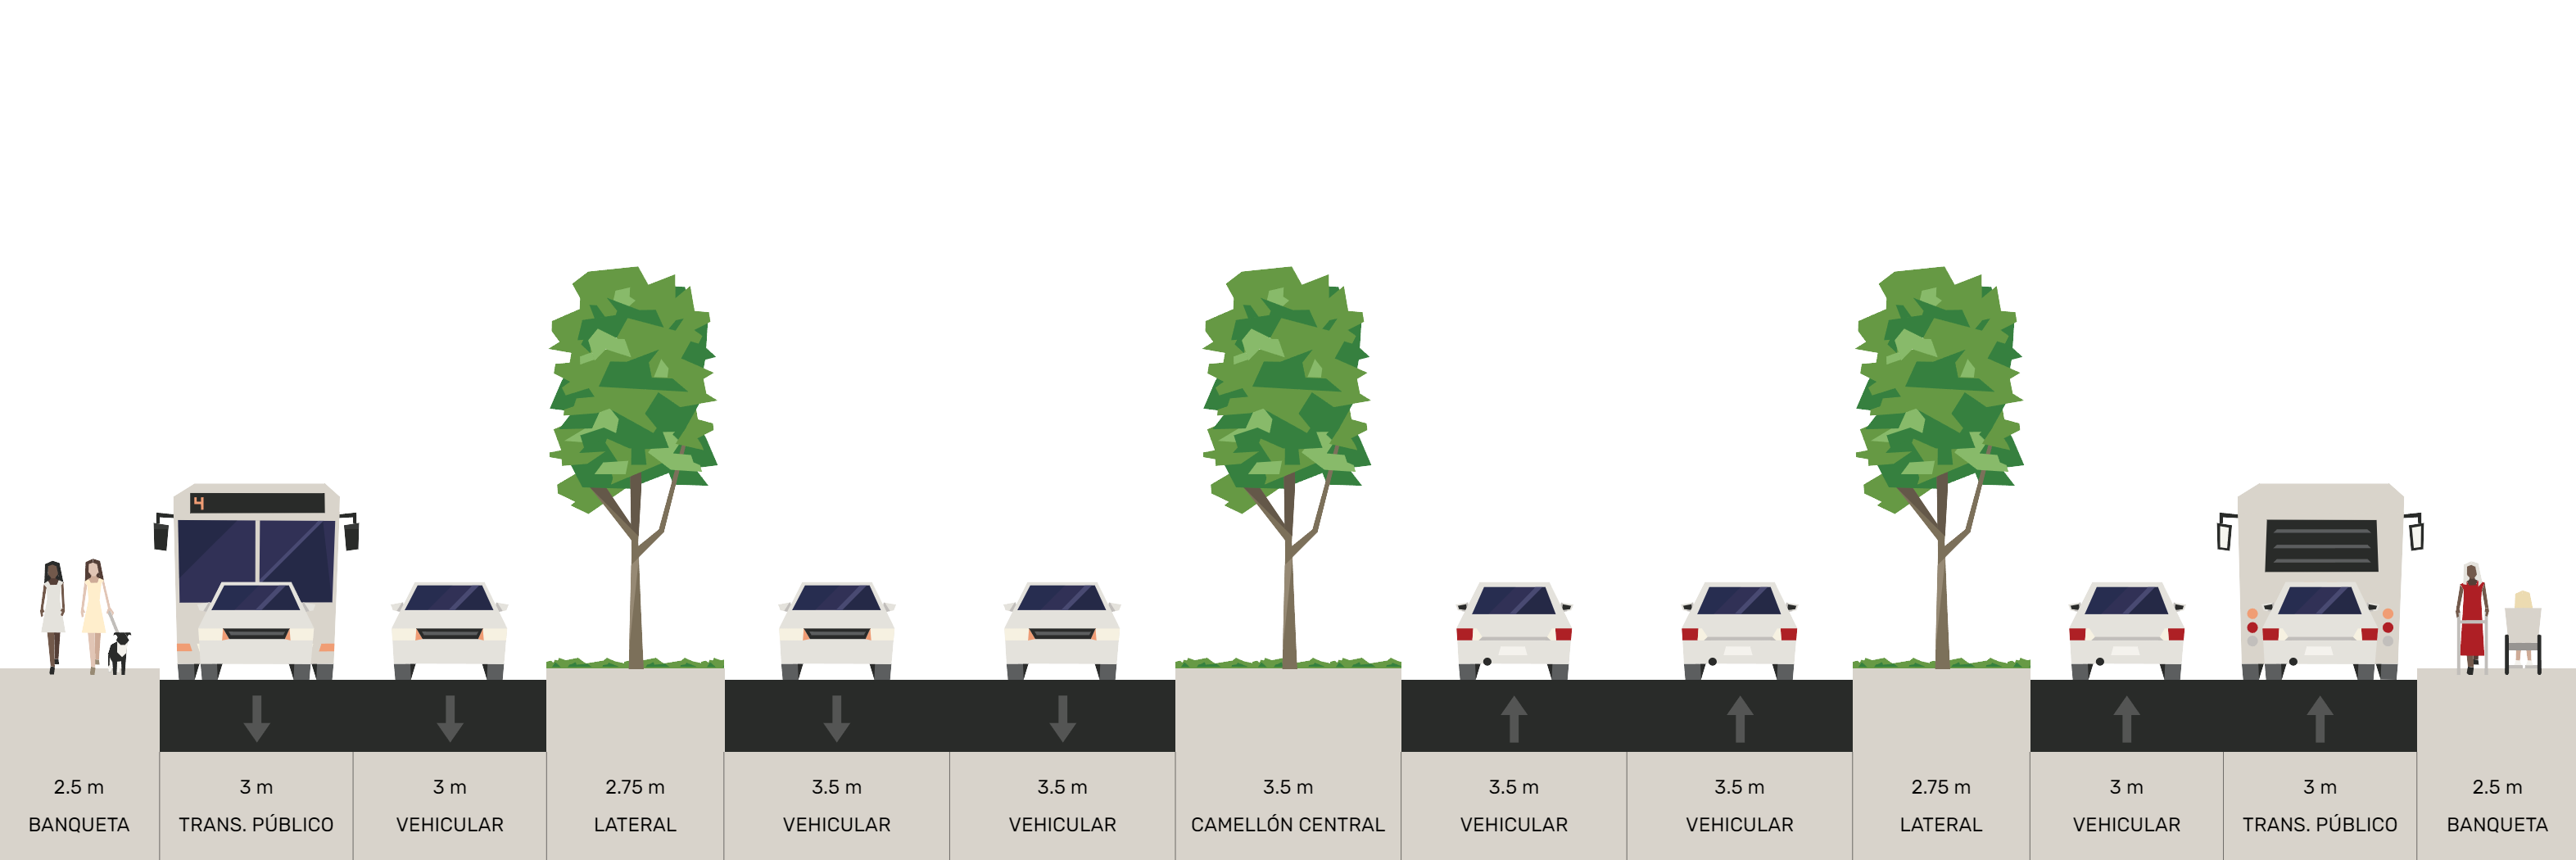 4
2.5 m
BANQUETA
3 m
TRANS. PÚBLICO
3 m
VEHICULAR
2.75 m
LATERAL
3.5 m
VEHICULAR
3.5 m
VEHICULAR
3.5 m
CAMELLÓN CENTRAL
3.5 m
VEHICULAR
3.5 m
VEHICULAR
2.75 m
LATERAL
3 m
VEHICULAR
3 m
TRANS. PÚBLICO
2.5 m
BANQUETA